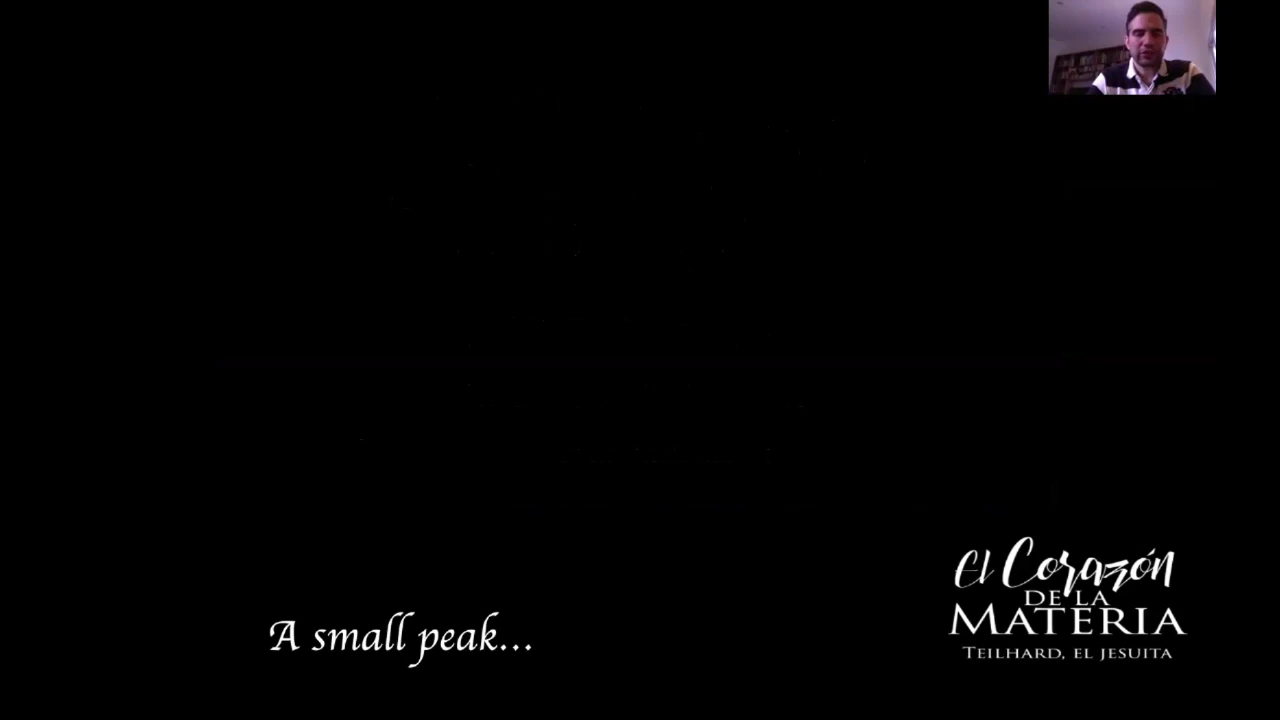 A small peak...
El Corazón
DE LA
MATERIA
TEILHARD, EL JESUITA